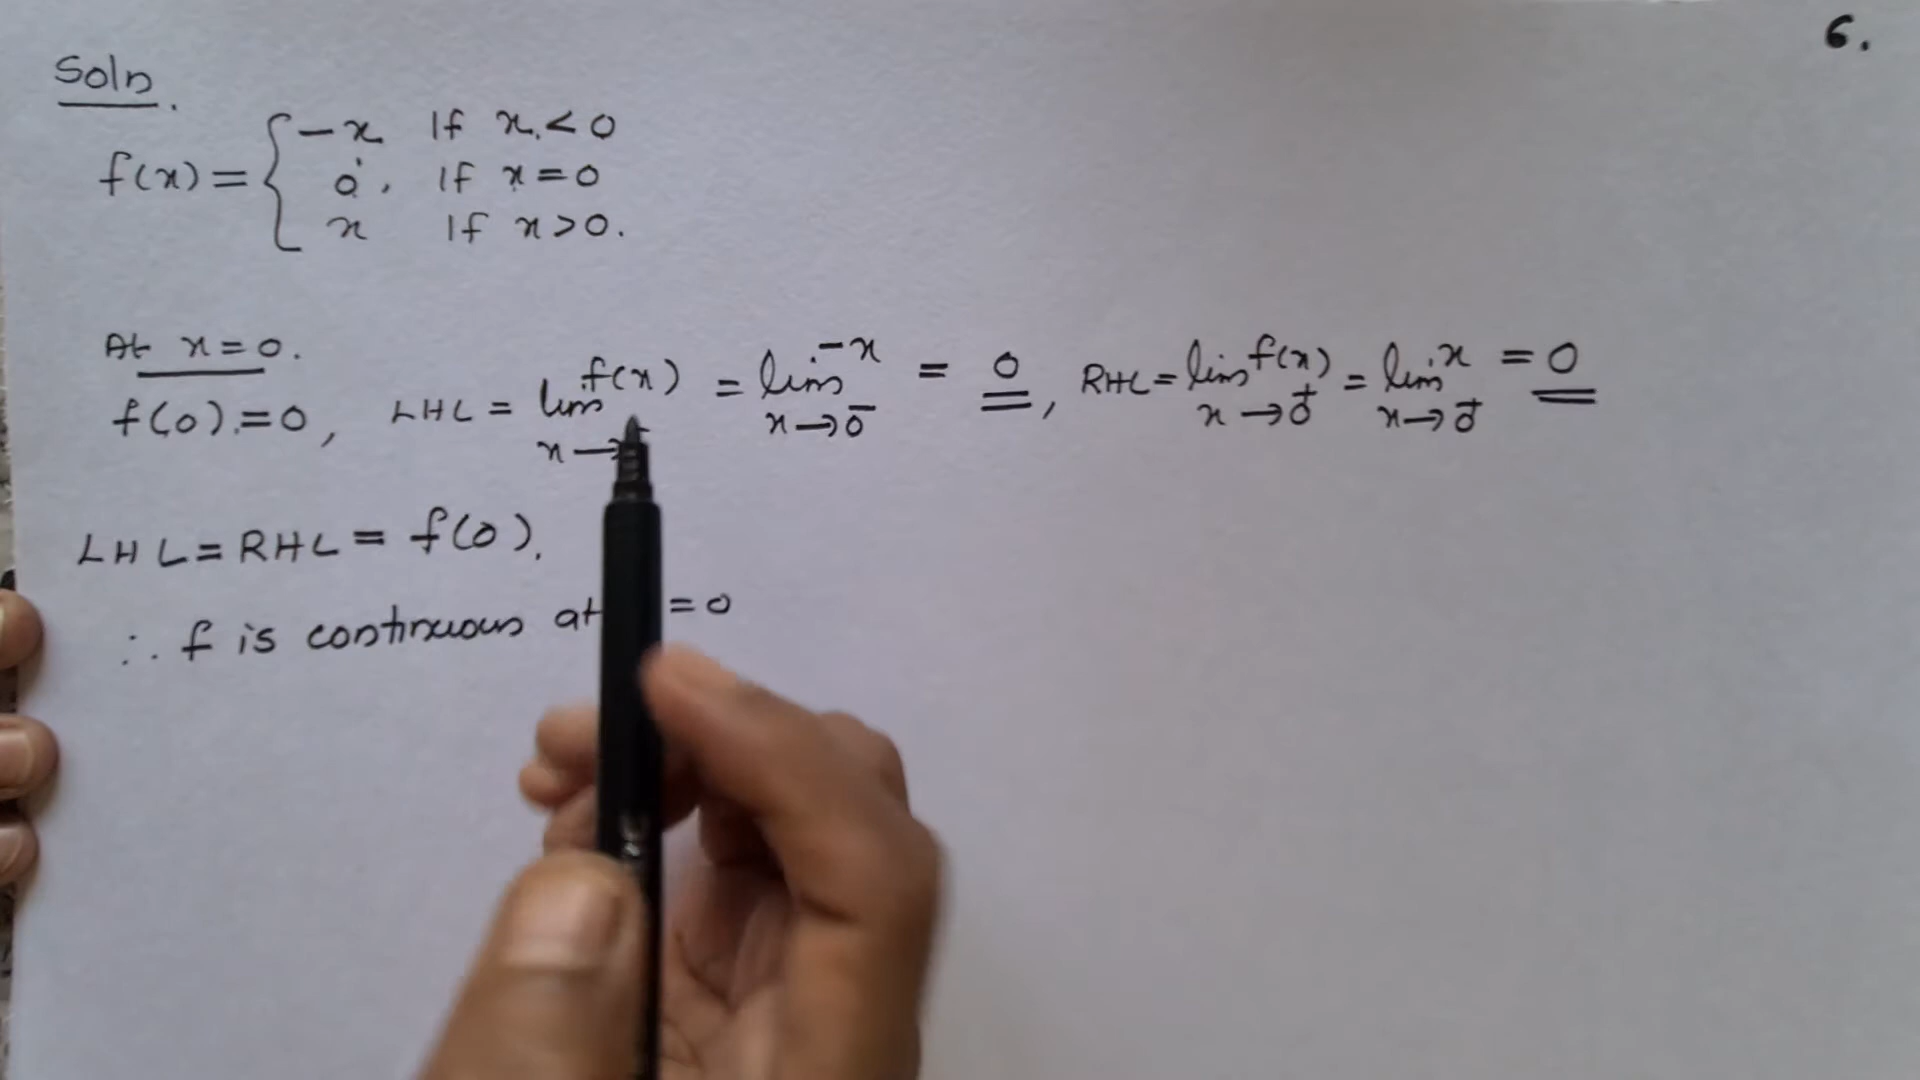 6.
Soln.
f(x) = { -x If x < 0
0, If x = 0
x If x > 0.
At x = 0.
f(0) = 0, LHL = lim x→ f(x) = lim x→0⁻ -x = 0, RHL = lim x→0⁺ f(x) = lim x→0⁺ x = 0
LHL = RHL = f(0).
∴ f is continuous at = 0